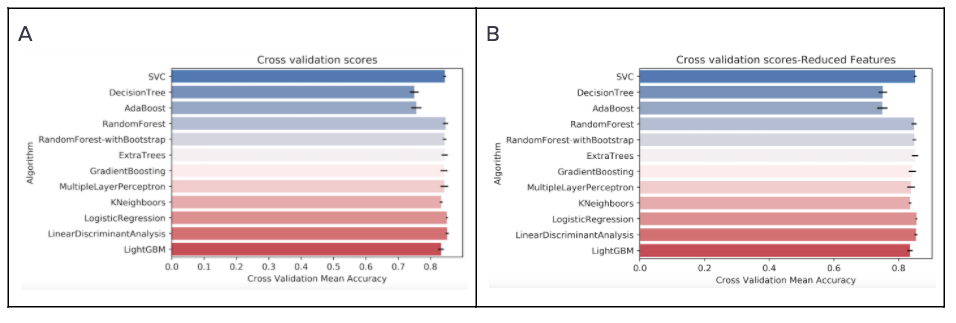 A
Cross validation scores
SVC
DecisionTree
AdaBoost
RandomForest
RandomForest-withBootstrap
ExtraTrees
GradientBoosting
MultipleLayerPerceptron
KNeighboors
LogisticRegression
LinearDiscriminantAnalysis
LightGBM
Algorithm
0.0 0.1 0.2 0.3 0.4 0.5 0.6 0.7 0.8
Cross Validation Mean Accuracy
B
Cross validation scores-Reduced Features
SVC
DecisionTree
AdaBoost
RandomForest
RandomForest-withBootstrap
ExtraTrees
GradientBoosting
MultipleLayerPerceptron
KNeighboors
LogisticRegression
LinearDiscriminantAnalysis
LightGBM
Algorithm
0.0 0.2 0.4 0.6 0.8
Cross Validation Mean Accuracy